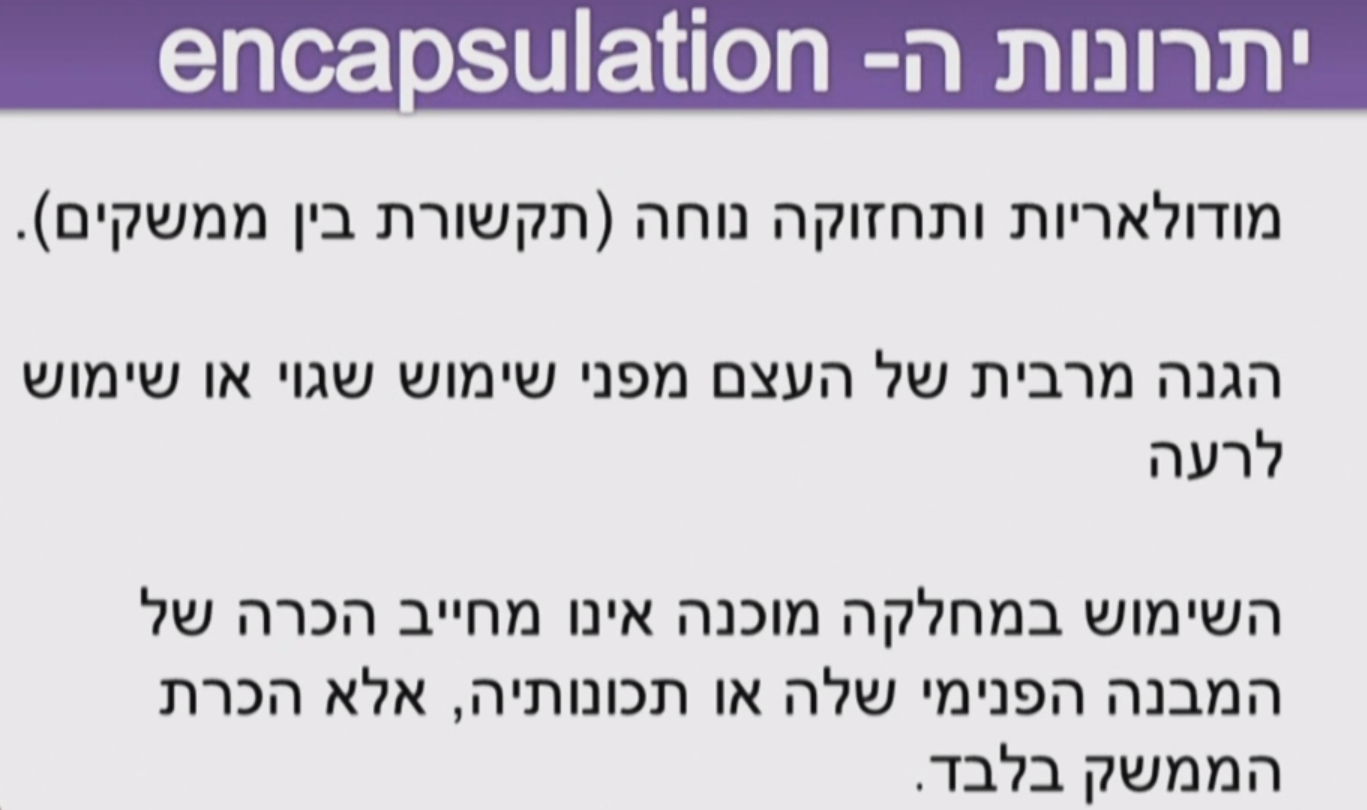 יתרונות ה- encapsulation
מודולאריות ותחזוקה נוחה (תקשורת בין ממשקים).
הגנה מרבית של העצם מפני שימוש שגוי או שימוש
לרעה
השימוש במחלקה מוכנה אינו מחייב הכרה של
המבנה הפנימי שלה או תכונותיה, אלא הכרת
הממשק בלבד.